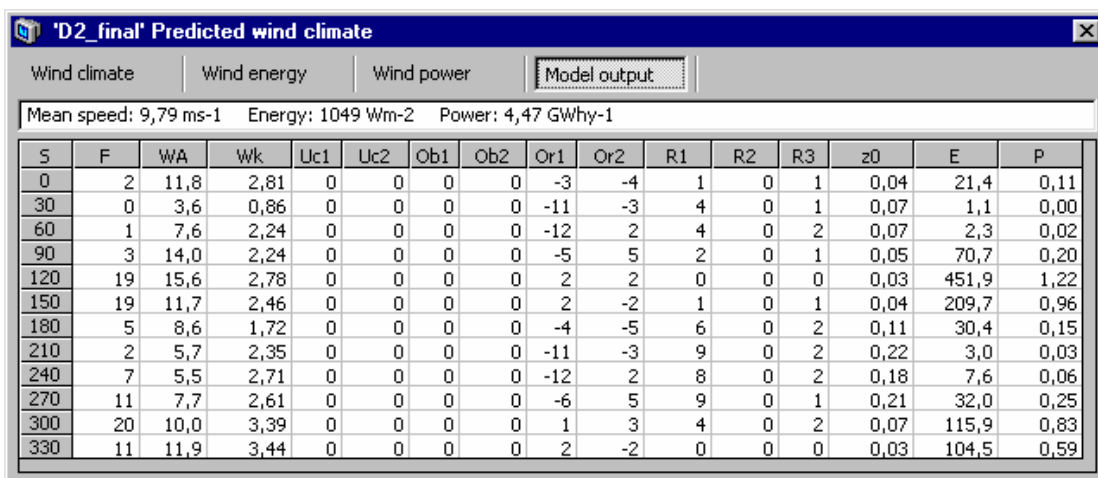 'D2_final' Predicted wind climate
Wind climate Wind energy Wind power Model output
Mean speed: 9,79 ms-1 Energy: 1049 Wm-2 Power: 4,47 GWhy-1
S F WA Wk Uc1 Uc2 Ob1 Ob2 Or1 Or2 R1 R2 R3 z0 E P
0 2 11,8 2,81 0 0 0 0 -3 -4 1 0 1 0,04 21,4 0,11
30 0 3,6 0,86 0 0 0 0 -11 -3 4 0 1 0,07 1,1 0,00
60 1 7,6 2,24 0 0 0 0 -12 2 4 0 2 0,07 2,3 0,02
90 3 14,0 2,24 0 0 0 0 -5 5 2 0 1 0,05 70,7 0,20
120 19 15,6 2,78 0 0 0 0 2 2 0 0 0 0,03 451,9 1,22
150 19 11,7 2,46 0 0 0 0 2 -2 1 0 1 0,04 209,7 0,96
180 5 8,6 1,72 0 0 0 0 -4 -5 6 0 2 0,11 30,4 0,15
210 2 5,7 2,35 0 0 0 0 -11 -3 9 0 2 0,22 3,0 0,03
240 7 5,5 2,71 0 0 0 0 -12 2 8 0 2 0,18 7,6 0,06
270 11 7,7 2,61 0 0 0 0 -6 5 9 0 1 0,21 32,0 0,25
300 20 10,0 3,39 0 0 0 0 1 3 4 0 2 0,07 115,9 0,83
330 11 11,9 3,44 0 0 0 0 2 -2 0 0 0 0,03 104,5 0,59